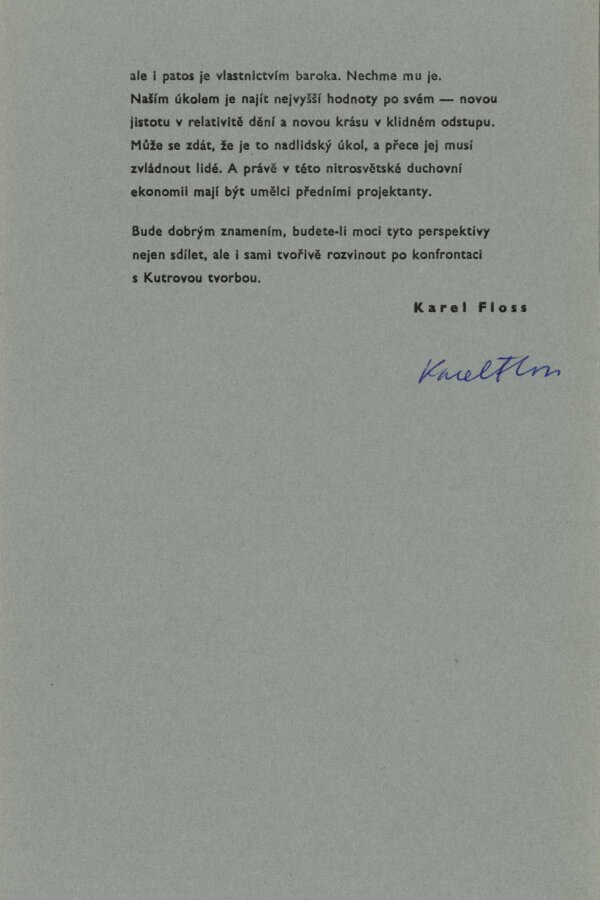 ale i patos je vlastnictvím baroka. Nechme mu je.
Naším úkolem je najít nejvyšší hodnoty po svém — novou
jistotu v relativitě dění a novou krásu v klidném odstupu.
Může se zdát, že je to nadlidský úkol, a přece jej musí
zvládnout lidé. A právě v této nitrosvětské duchovní
ekonomii mají být umělci předními projektanty.
Bude dobrým znamením, budete-li moci tyto perspektivy
nejen sdílet, ale i sami tvořivě rozvinout po konfrontaci
s Kutrovou tvorbou.
Karel Floss
Karel Floss